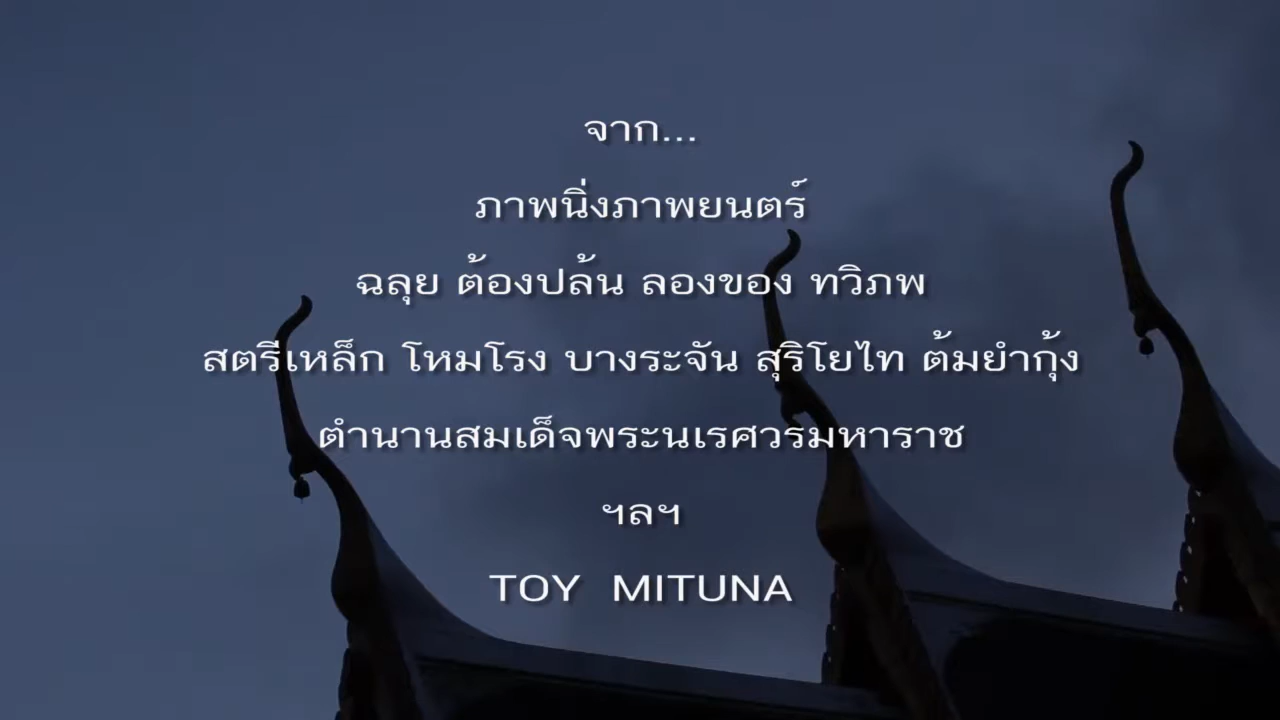 จาก...
ภาพนิ่งภาพยนตร์
ฉลุย ต้องปล้น ลองของ ทวิภพ
สตรีเหล็ก โหมโรง บางระจัน สุริโยไท ต้มยำกุ้ง
ตำนานสมเด็จพระนเรศวรมหาราช
ฯลฯ
TOY MITUNA